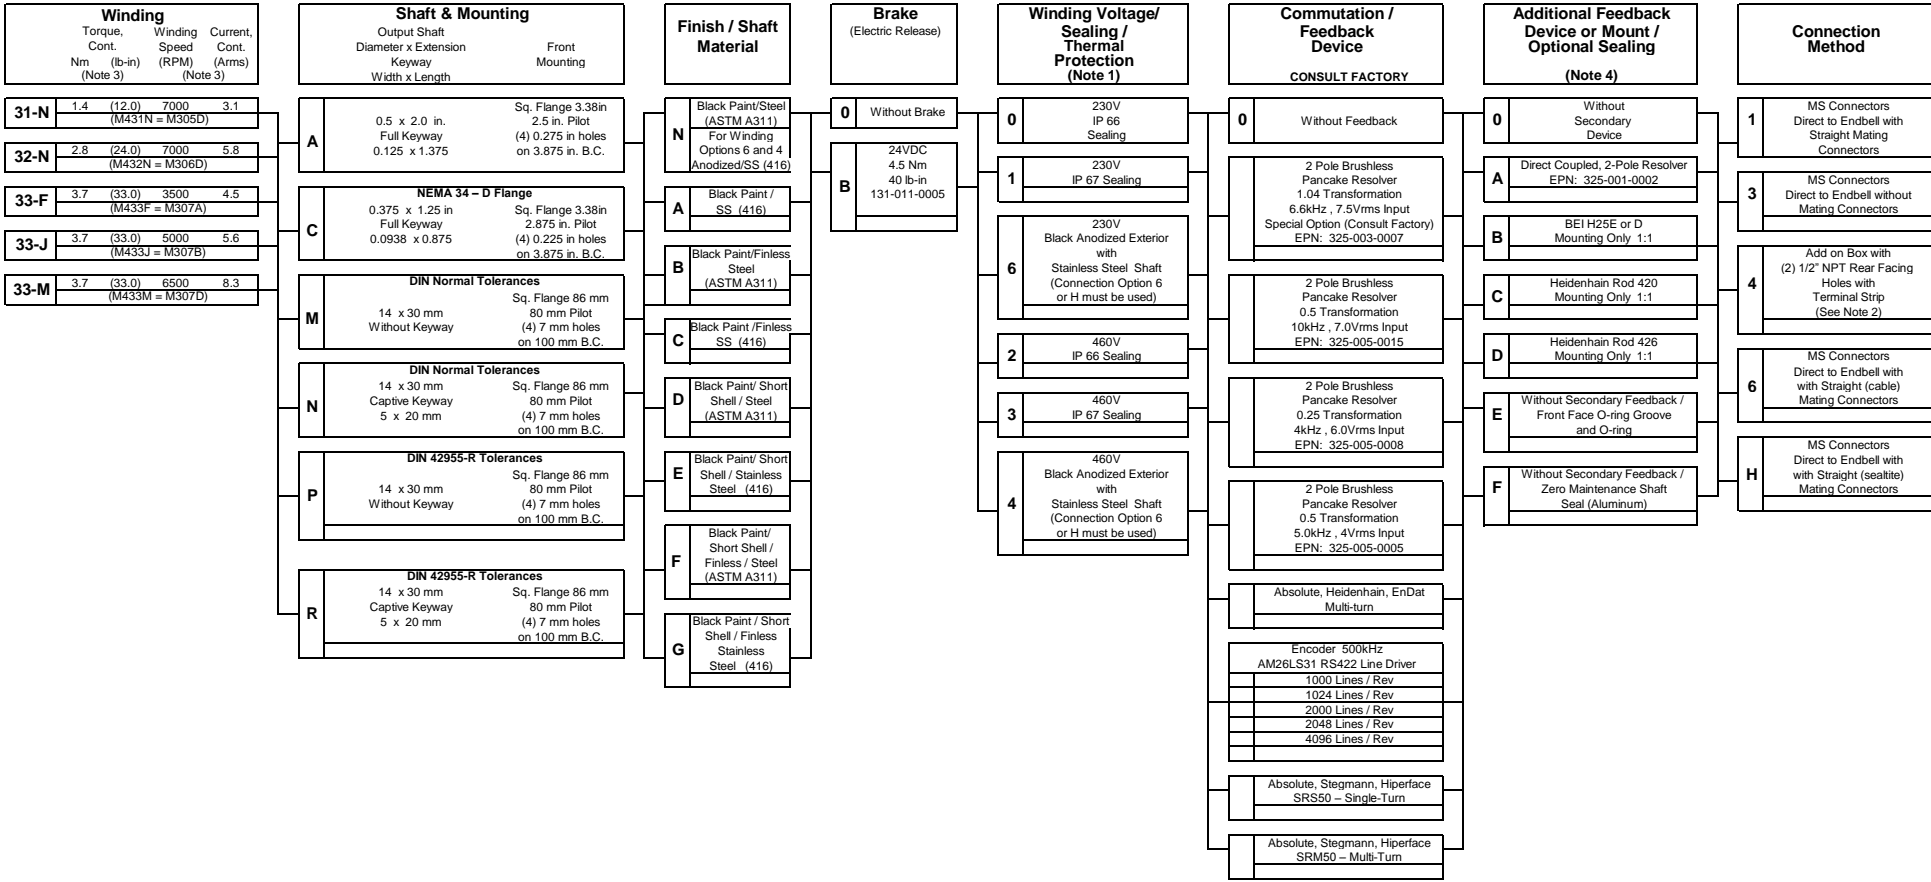 Winding
Torque, Winding Current,
Cont. Speed Cont.
Nm (lb-in) (RPM) (Arms)
(Note 3) (Note 3)
31-N 1.4 (12.0) 7000 3.1
(M431N = M305D)
32-N 2.8 (24.0) 7000 5.8
(M432N = M306D)
33-F 3.7 (33.0) 3500 4.5
(M433F = M307A)
33-J 3.7 (33.0) 5000 5.6
(M433J = M307B)
33-M 3.7 (33.0) 6500 8.3
(M433M = M307D)
Shaft & Mounting
Output Shaft
Diameter x Extension Front
Keyway Mounting
Width x Length
A
Sq. Flange 3.38in
0.5 x 2.0 in. 2.5 in. Pilot
Full Keyway (4) 0.275 in holes
0.125 x 1.375 on 3.875 in. B.C.
C
NEMA 34 – D Flange
0.375 x 1.25 in Sq. Flange 3.38in
Full Keyway 2.875 in. Pilot
0.0938 x 0.875 (4) 0.225 in holes
on 3.875 in. B.C.
M
DIN Normal Tolerances
Sq. Flange 86 mm
14 x 30 mm 80 mm Pilot
Without Keyway (4) 7 mm holes
on 100 mm B.C.
N
DIN Normal Tolerances
14 x 30 mm Sq. Flange 86 mm
Captive Keyway 80 mm Pilot
5 x 20 mm (4) 7 mm holes
on 100 mm B.C.
P
DIN 42955-R Tolerances
Sq. Flange 86 mm
14 x 30 mm 80 mm Pilot
Without Keyway (4) 7 mm holes
on 100 mm B.C.
R
DIN 42955-R Tolerances
14 x 30 mm Sq. Flange 86 mm
Captive Keyway 80 mm Pilot
5 x 20 mm (4) 7 mm holes
on 100 mm B.C.
Finish / Shaft
Material
N
Black Paint/Steel
(ASTM A311)
For Winding
Options 6 and 4
Anodized/SS (416)
A
Black Paint /
SS (416)
B
Black Paint/Finless
Steel
(ASTM A311)
C
Black Paint /Finless
SS (416)
D
Black Paint/ Short
Shell / Steel
(ASTM A311)
E
Black Paint/ Short
Shell / Stainless
Steel (416)
F
Black Paint/
Short Shell /
Finless / Steel
(ASTM A311)
G
Black Paint / Short
Shell / Finless
Stainless
Steel (416)
Brake
(Electric Release)
0 Without Brake
B
24VDC
4.5 Nm
40 lb-in
131-011-0005
Winding Voltage/
Sealing /
Thermal
Protection
(Note 1)
0
230V
IP 66
Sealing
1
230V
IP 67 Sealing
6
230V
Black Anodized Exterior
with
Stainless Steel Shaft
(Connection Option 6
or H must be used)
2
460V
IP 66 Sealing
3
460V
IP 67 Sealing
4
460V
Black Anodized Exterior
with
Stainless Steel Shaft
(Connection Option 6
or H must be used)
Commutation /
Feedback
Device
CONSULT FACTORY
0 Without Feedback
2 Pole Brushless
Pancake Resolver
1.04 Transformation
6.6kHz , 7.5Vrms Input
Special Option (Consult Factory)
EPN: 325-003-0007
2 Pole Brushless
Pancake Resolver
0.5 Transformation
10kHz , 7.0Vrms Input
EPN: 325-005-0015
2 Pole Brushless
Pancake Resolver
0.25 Transformation
4kHz , 6.0Vrms Input
EPN: 325-005-0008
2 Pole Brushless
Pancake Resolver
0.5 Transformation
5.0kHz , 4Vrms Input
EPN: 325-005-0005
Absolute, Heidenhain, EnDat
Multi-turn
Encoder 500kHz
AM26LS31 RS422 Line Driver
1000 Lines / Rev
1024 Lines / Rev
2000 Lines / Rev
2048 Lines / Rev
4096 Lines / Rev
Absolute, Stegmann, Hiperface
SRS50 – Single-Turn
Absolute, Stegmann, Hiperface
SRM50 – Multi-Turn
Additional Feedback
Device or Mount /
Optional Sealing
(Note 4)
0
Without
Secondary
Device
A
Direct Coupled, 2-Pole Resolver
EPN: 325-001-0002
B
BEI H25E or D
Mounting Only 1:1
C
Heidenhain Rod 420
Mounting Only 1:1
D
Heidenhain Rod 426
Mounting Only 1:1
E
Without Secondary Feedback /
Front Face O-ring Groove
and O-ring
F
Without Secondary Feedback /
Zero Maintenance Shaft
Seal (Aluminum)
Connection
Method
1
MS Connectors
Direct to Endbell with
Straight Mating
Connectors
3
MS Connectors
Direct to Endbell without
Mating Connectors
4
Add on Box with
(2) 1/2" NPT Rear Facing
Holes with
Terminal Strip
(See Note 2)
6
MS Connectors
Direct to Endbell with
with Straight (cable)
Mating Connectors
H
MS Connectors
Direct to Endbell with
with Straight (sealtite)
Mating Connectors